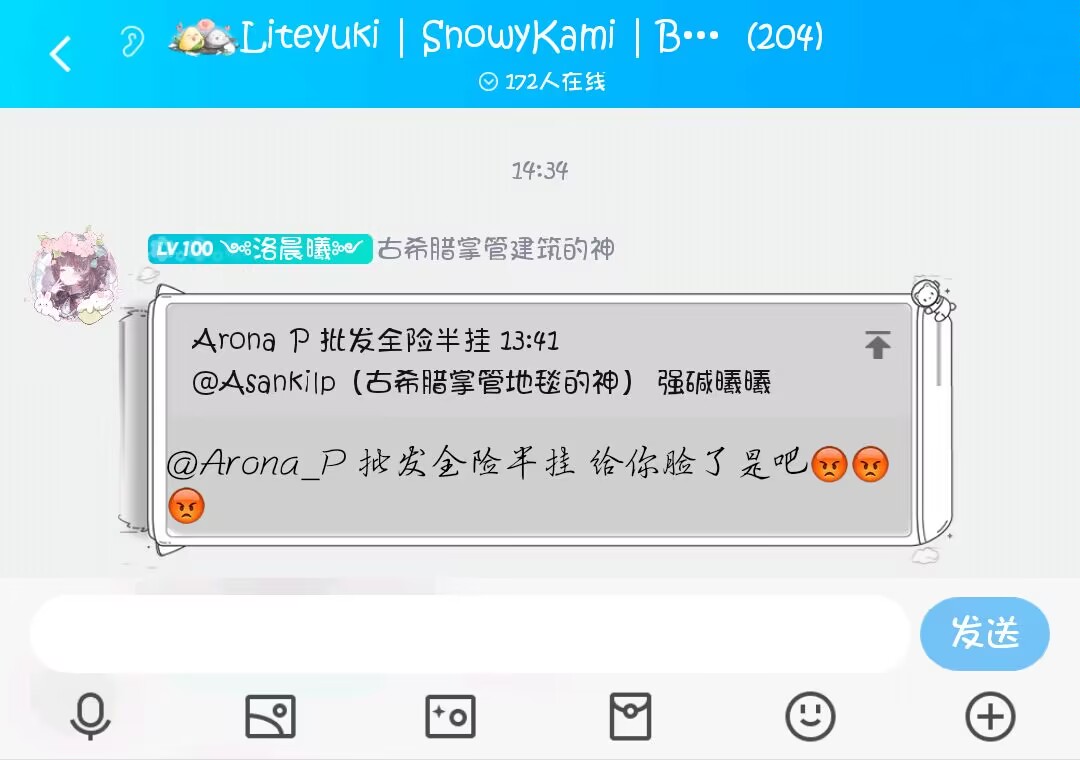 Liteyuki | SnowyKami | B··· (204)
172人在线
14:34
LV.100 洛晨曦 古希腊掌管建筑的神
Arona_P 批发全险半挂 13:41
@Asankilp（古希腊掌管地毯的神） 强碱曦曦
@Arona_P 批发全险半挂 给你脸了是吧😡😡
😡
发送